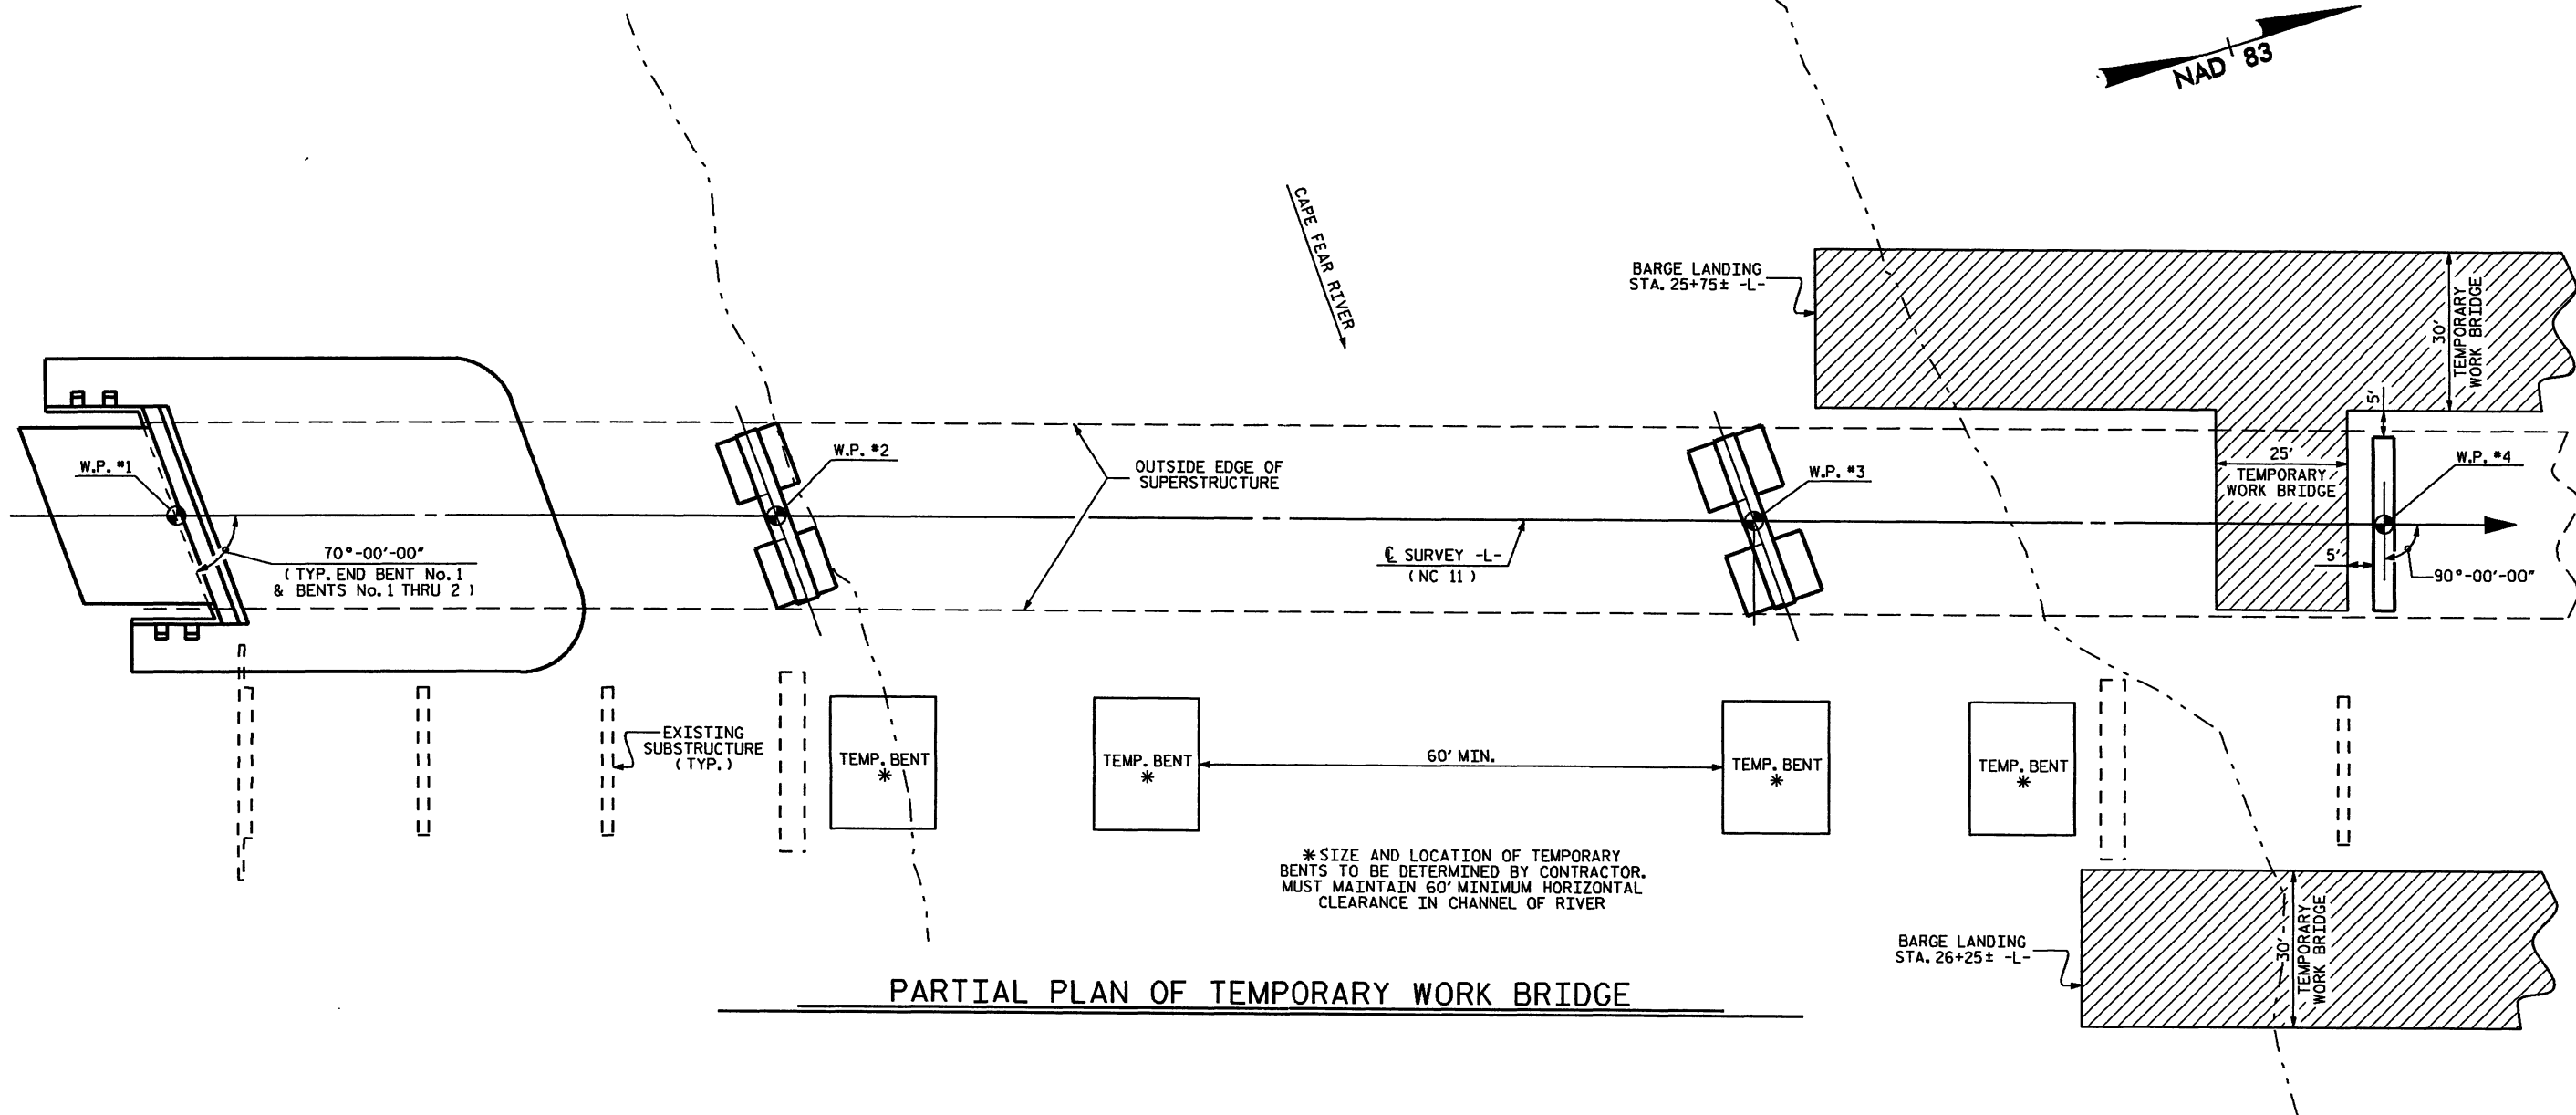 NAD 83
CAPE FEAR RIVER
BARGE LANDING
STA. 25+75± -L-
30'
TEMPORARY
WORK BRIDGE
5'
W.P. #1
W.P. #2
OUTSIDE EDGE OF
SUPERSTRUCTURE
W.P. #3
25'
TEMPORARY
WORK BRIDGE
W.P. #4
70°-00'-00"
( TYP. END BENT No. 1
& BENTS No. 1 THRU 2 )
℄ SURVEY -L-
( NC 11 )
5'
90°-00'-00"
EXISTING
SUBSTRUCTURE
( TYP. )
TEMP. BENT
*
TEMP. BENT
*
60' MIN.
TEMP. BENT
*
TEMP. BENT
*
* SIZE AND LOCATION OF TEMPORARY
BENTS TO BE DETERMINED BY CONTRACTOR.
MUST MAINTAIN 60' MINIMUM HORIZONTAL
CLEARANCE IN CHANNEL OF RIVER
BARGE LANDING
STA. 26+25± -L-
30'
TEMPORARY
WORK BRIDGE
PARTIAL PLAN OF TEMPORARY WORK BRIDGE